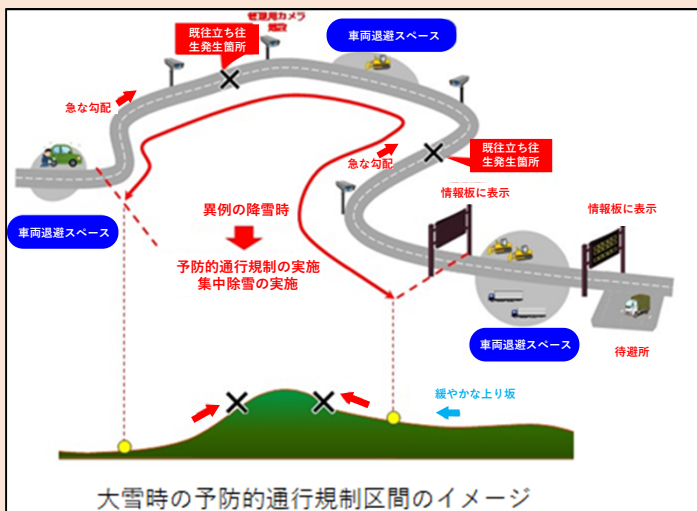 管理用カメラ
既往立ち往
生発生箇所
車両退避スペース
急な勾配
急な勾配
既往立ち往
生発生箇所
情報板に表示
情報板に表示
車両退避スペース
異例の降雪時
予防的通行規制の実施
集中除雪の実施
車両退避スペース
待避所
緩やかな上り坂
大雪時の予防的通行規制区間のイメージ